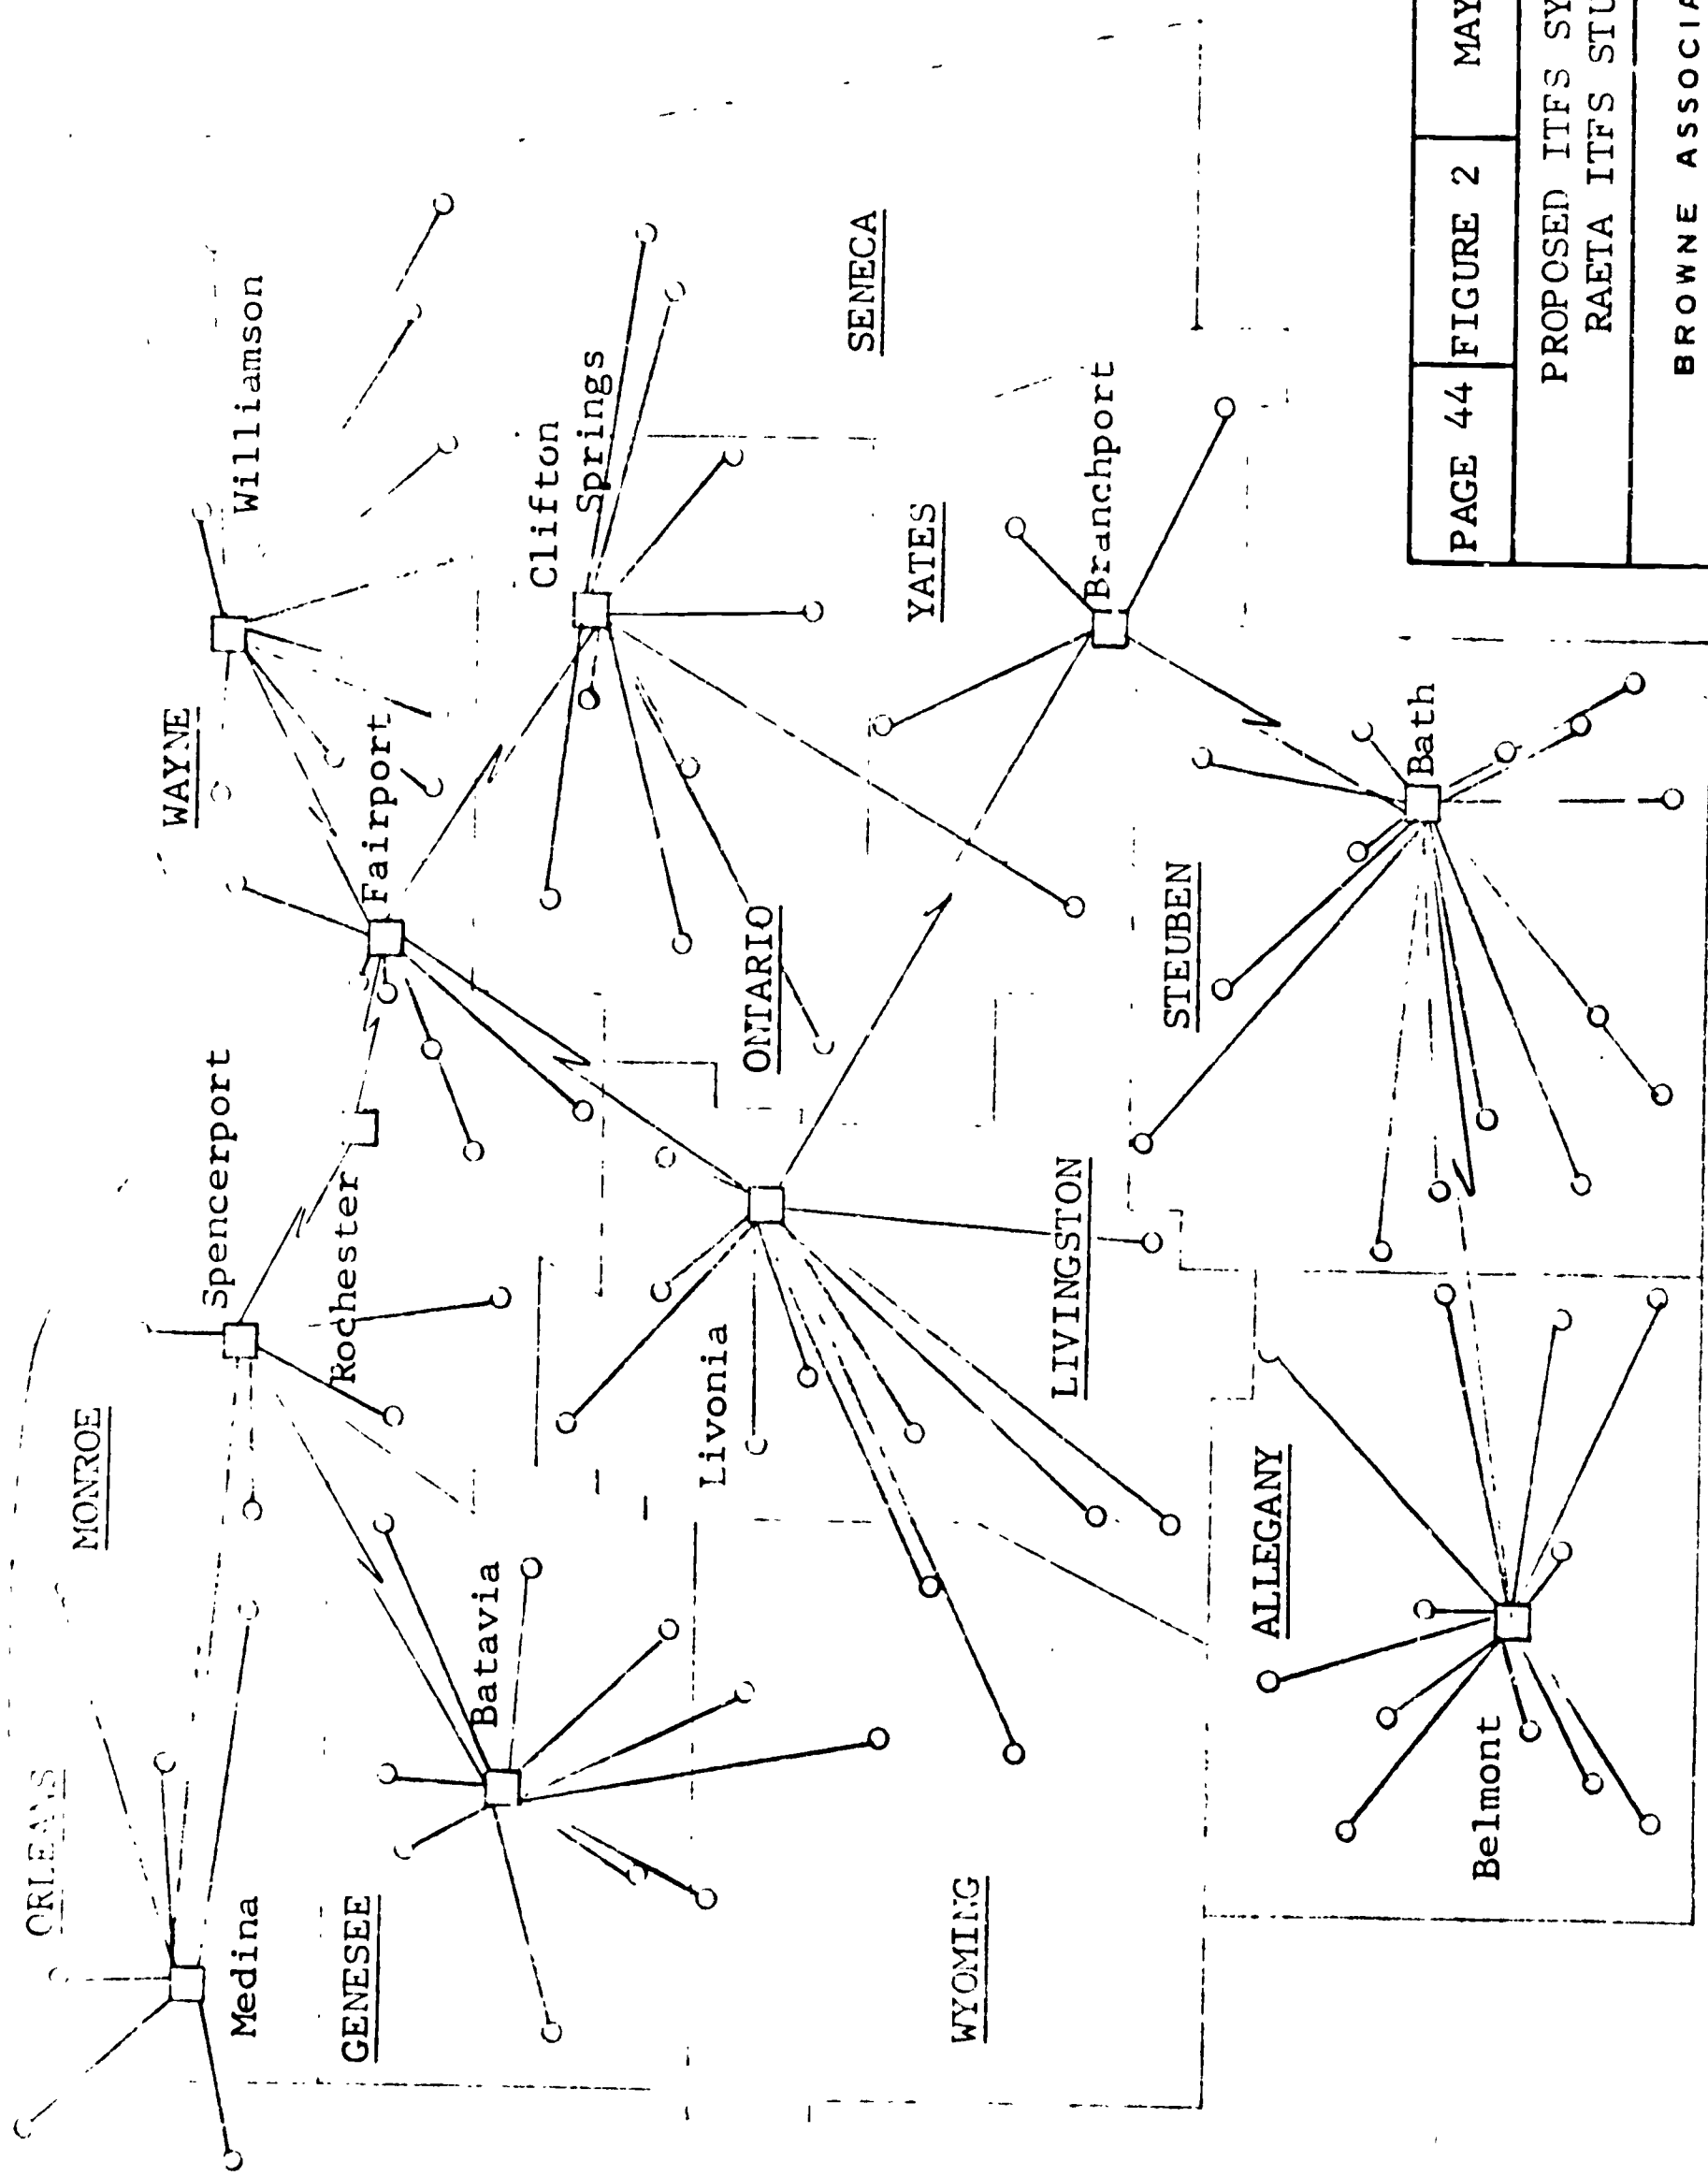 ORLEANS
MONROE
WAYNE
Medina
Spencerport
Williamson
GENESEE
Rochester
Fairport
Batavia
Clifton
Springs
Livonia
ONTARIO
SENECA
WYOMING
LIVINGSTON
YATES
Branchport
ALLEGANY
STEUBEN
Belmont
Bath
PAGE 44
FIGURE 2
MAY
PROPOSED ITFS SY
RAETA ITFS STU
BROWNE ASSOCIA